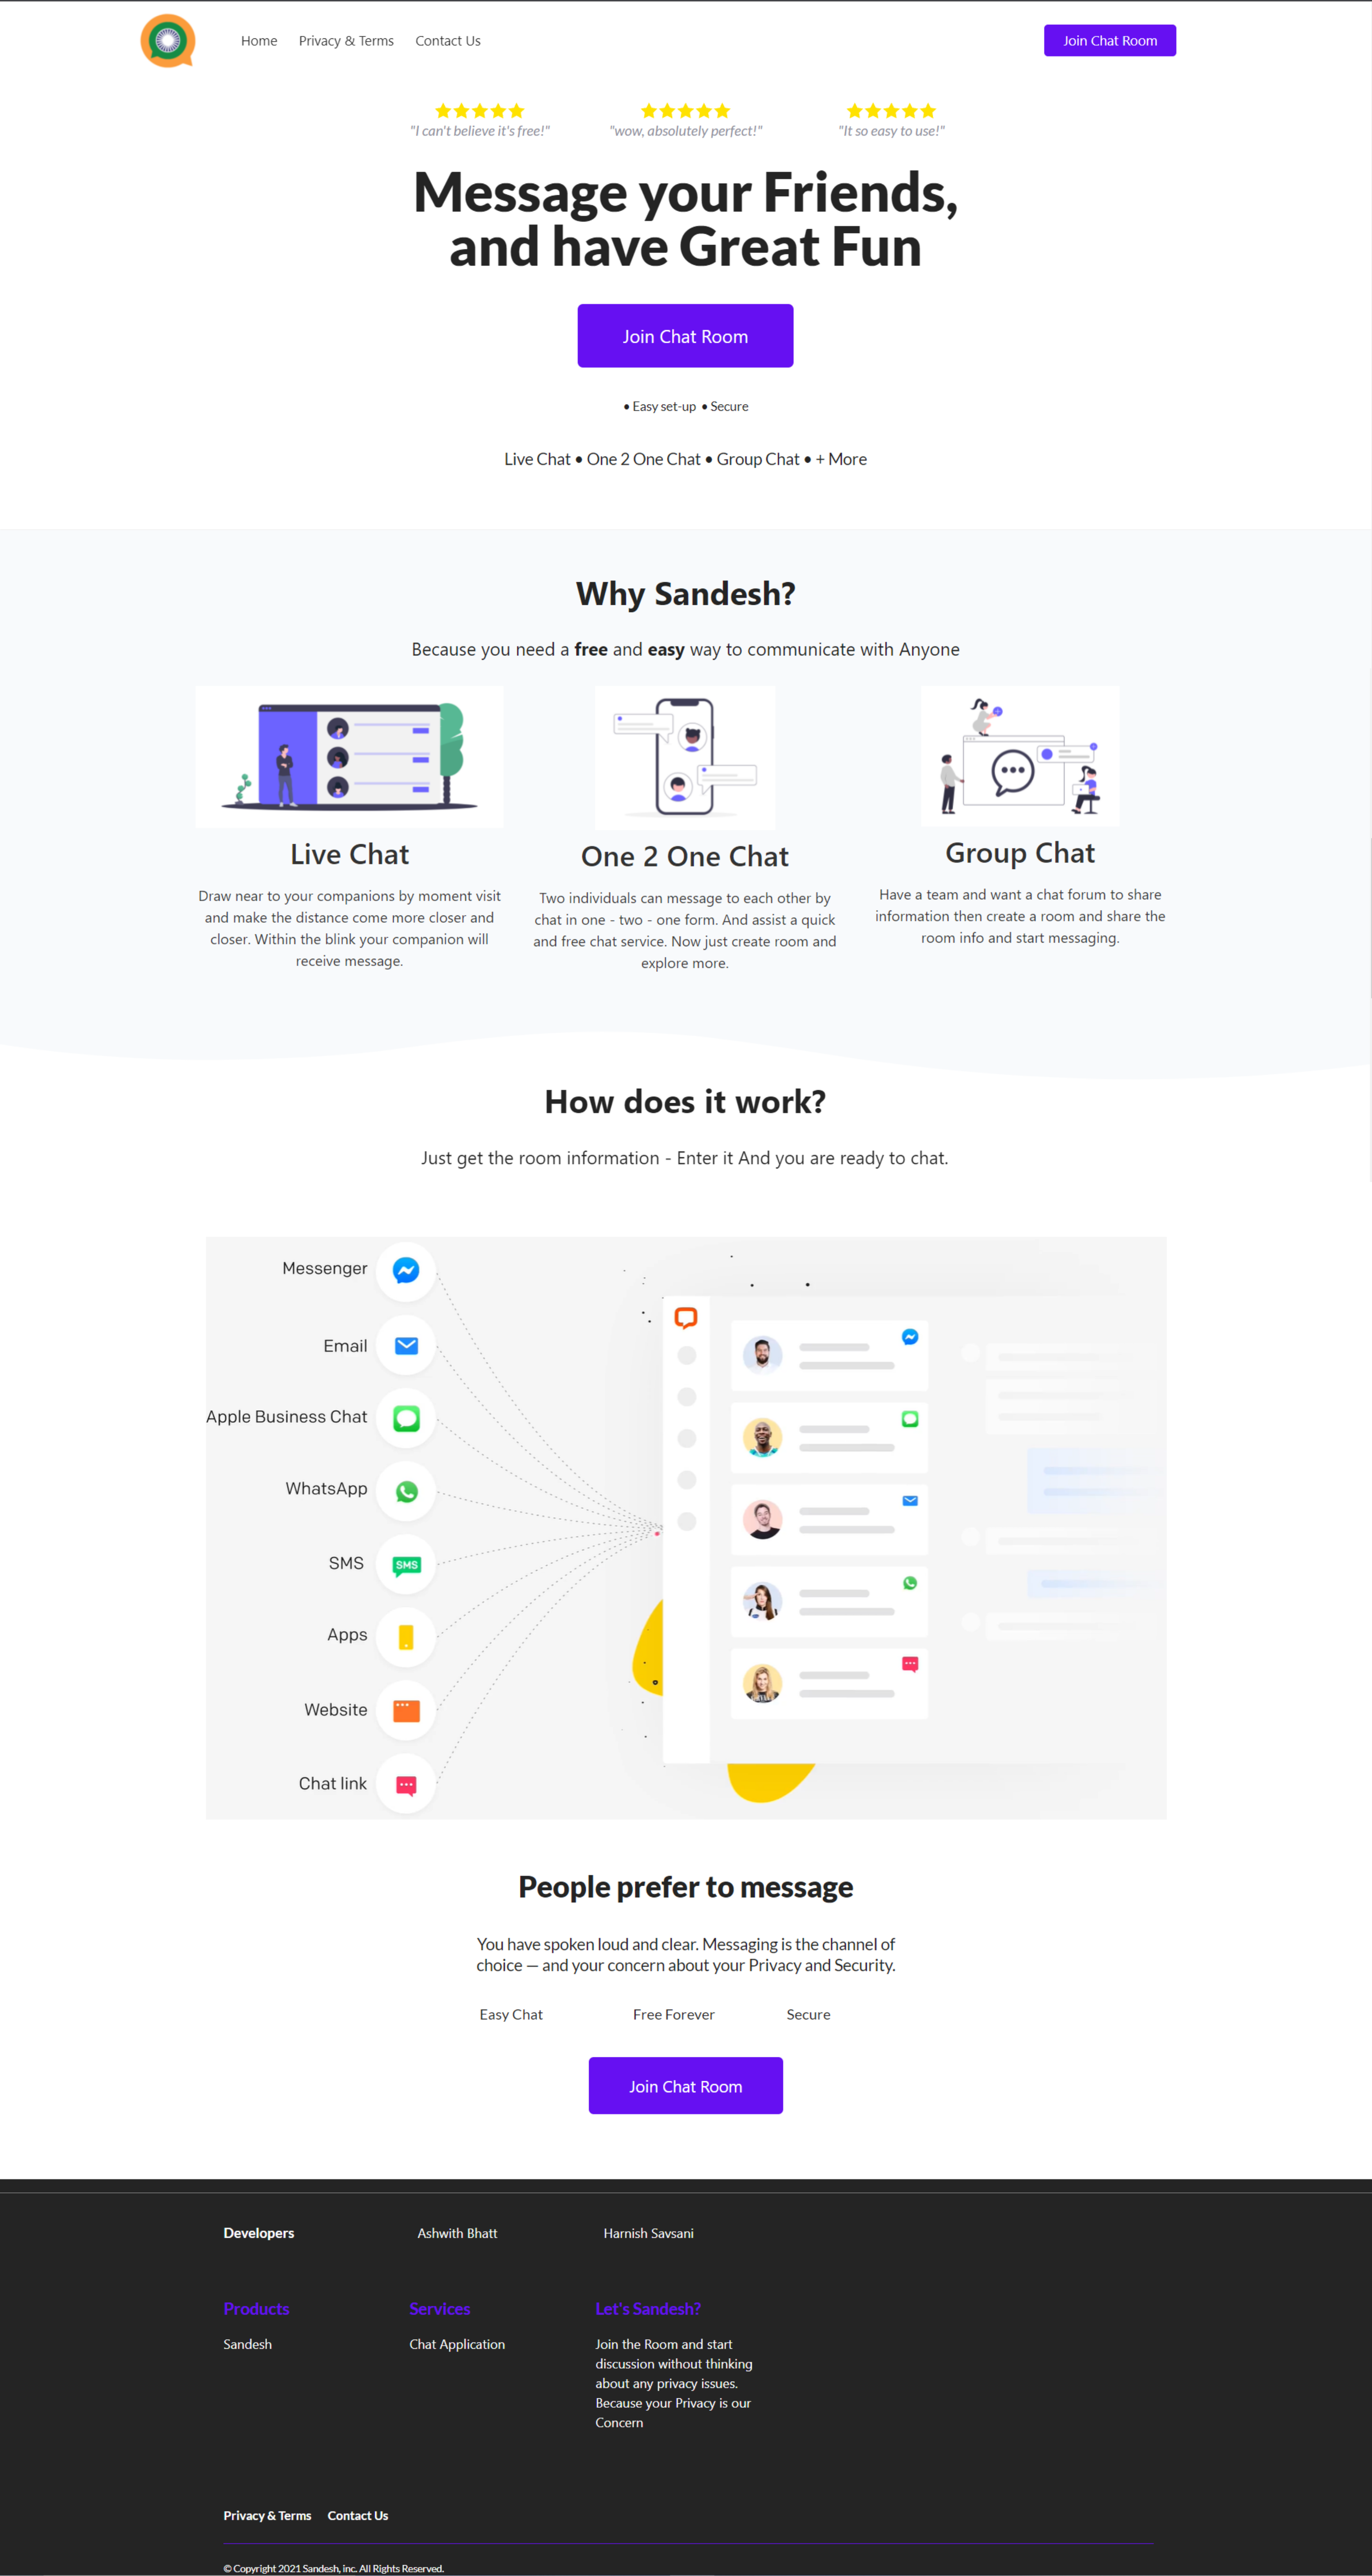 Home Privacy & Terms Contact Us Join Chat Room
"I can't believe it's free!" "wow, absolutely perfect!" "It so easy to use!"
Message your Friends,
and have Great Fun
Join Chat Room
• Easy set-up • Secure
Live Chat • One 2 One Chat • Group Chat • + More
Why Sandesh?
Because you need a free and easy way to communicate with Anyone
Live Chat
Draw near to your companions by moment visit
and make the distance come more closer and
closer. Within the blink your companion will
receive message.
One 2 One Chat
Two individuals can message to each other by
chat in one - two - one form. And assist a quick
and free chat service. Now just create room and
explore more.
Group Chat
Have a team and want a chat forum to share
information then create a room and share the
room info and start messaging.
How does it work?
Just get the room information - Enter it And you are ready to chat.
Messenger
Email
Apple Business Chat
WhatsApp
SMS SMS
Apps
Website
Chat link
People prefer to message
You have spoken loud and clear. Messaging is the channel of
choice — and your concern about your Privacy and Security.
Easy Chat Free Forever Secure
Join Chat Room
Developers Ashwith Bhatt Harnish Savsani
Products
Sandesh
Services
Chat Application
Let's Sandesh?
Join the Room and start
discussion without thinking
about any privacy issues.
Because your Privacy is our
Concern
Privacy & Terms Contact Us
© Copyright 2021 Sandesh, inc. All Rights Reserved.